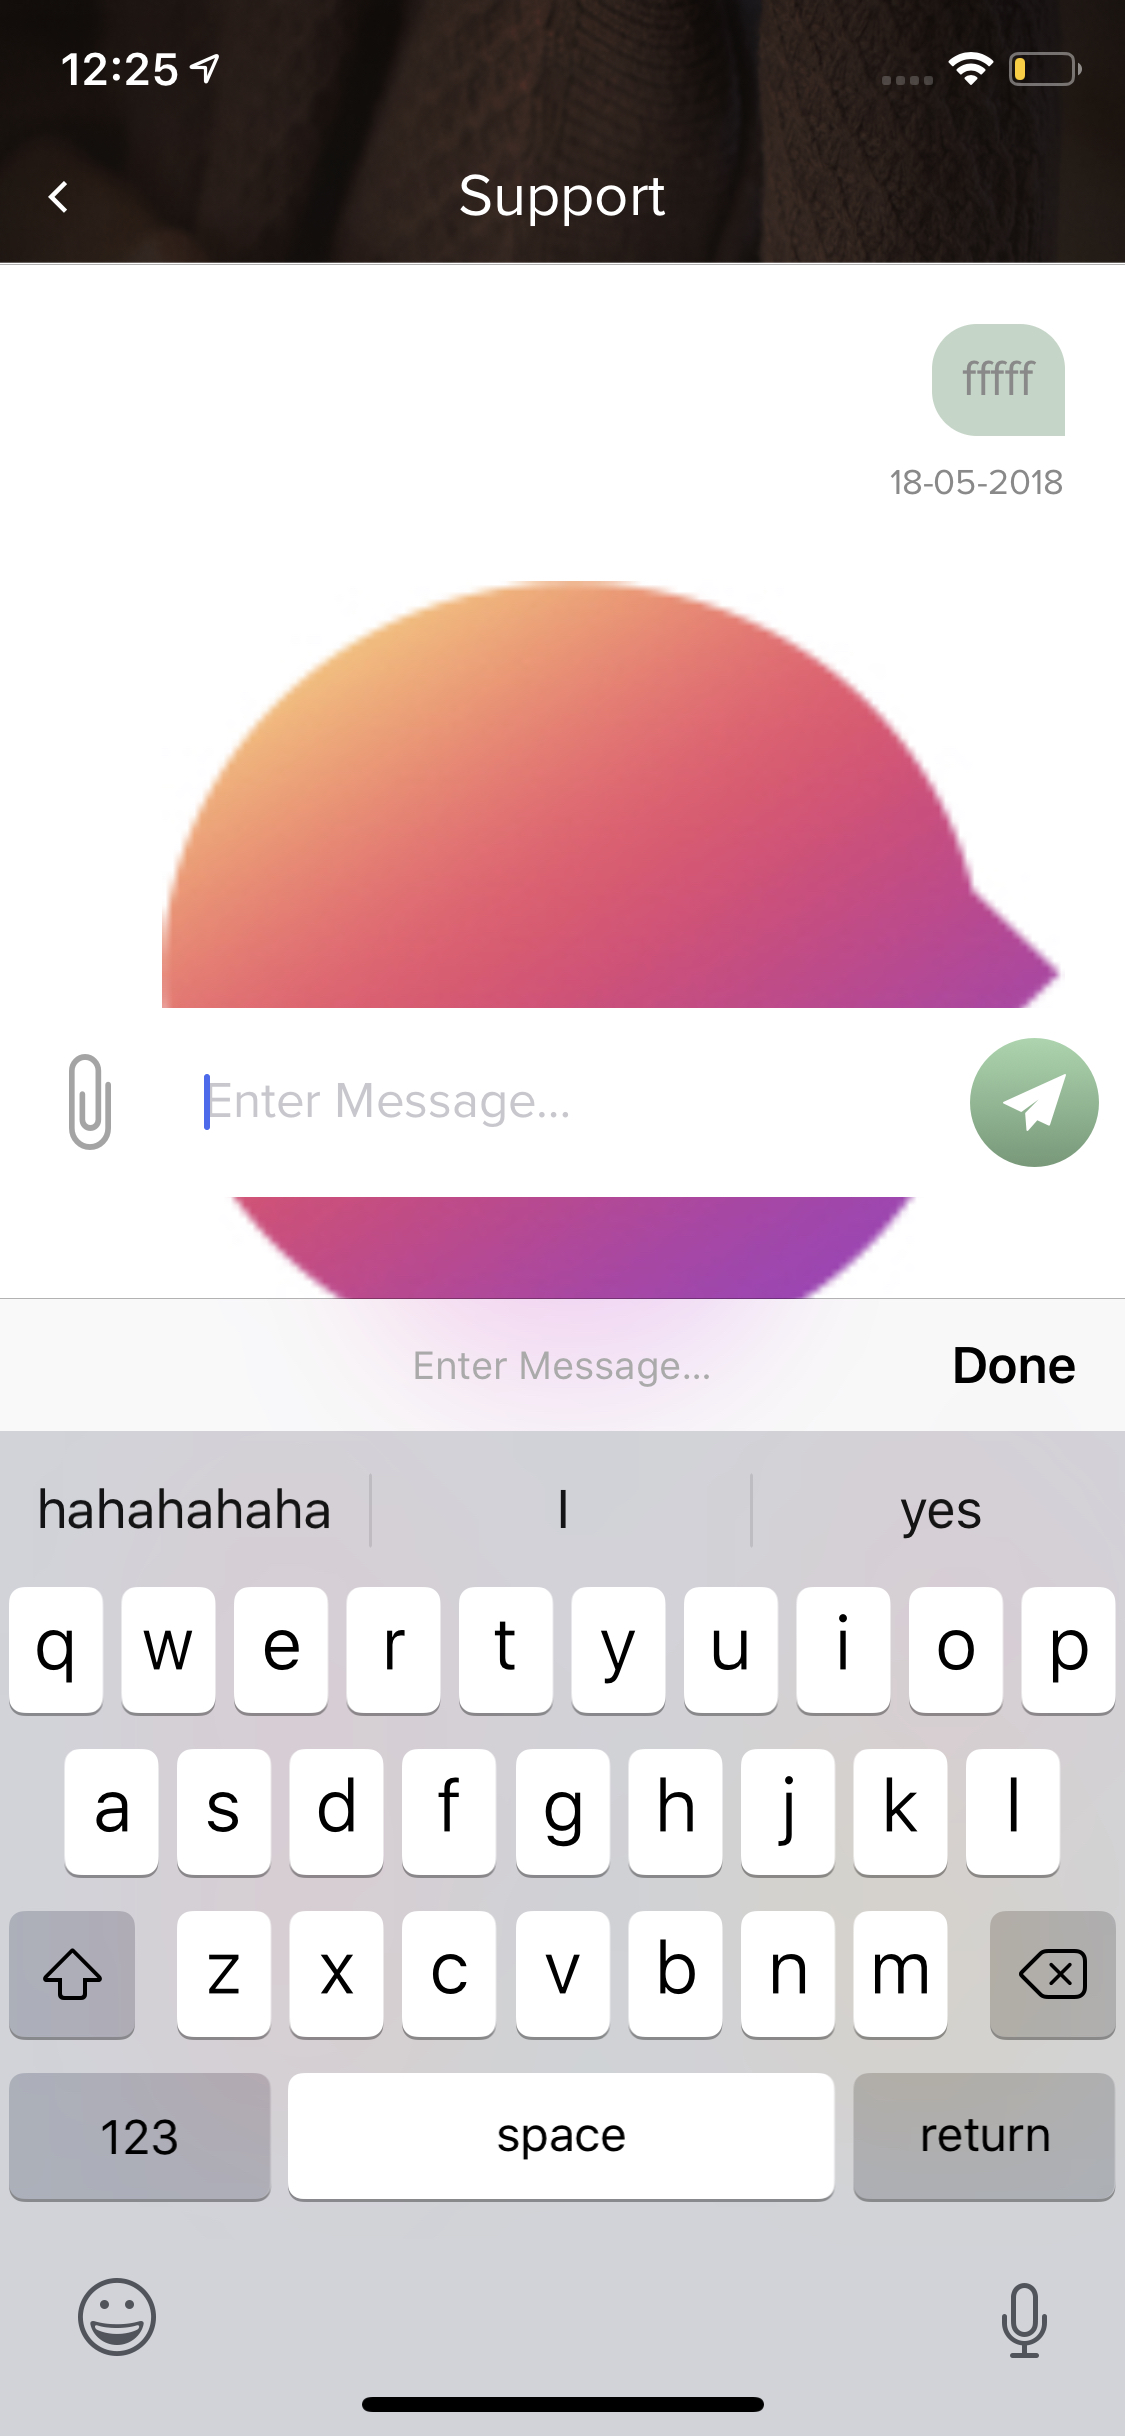 12:25
Support
fffff
18-05-2018
Enter Message...
Enter Message...
Done
hahahahaha
I
yes
q w e r t y u i o p
a s d f g h j k l
z x c v b n m
123
space
return